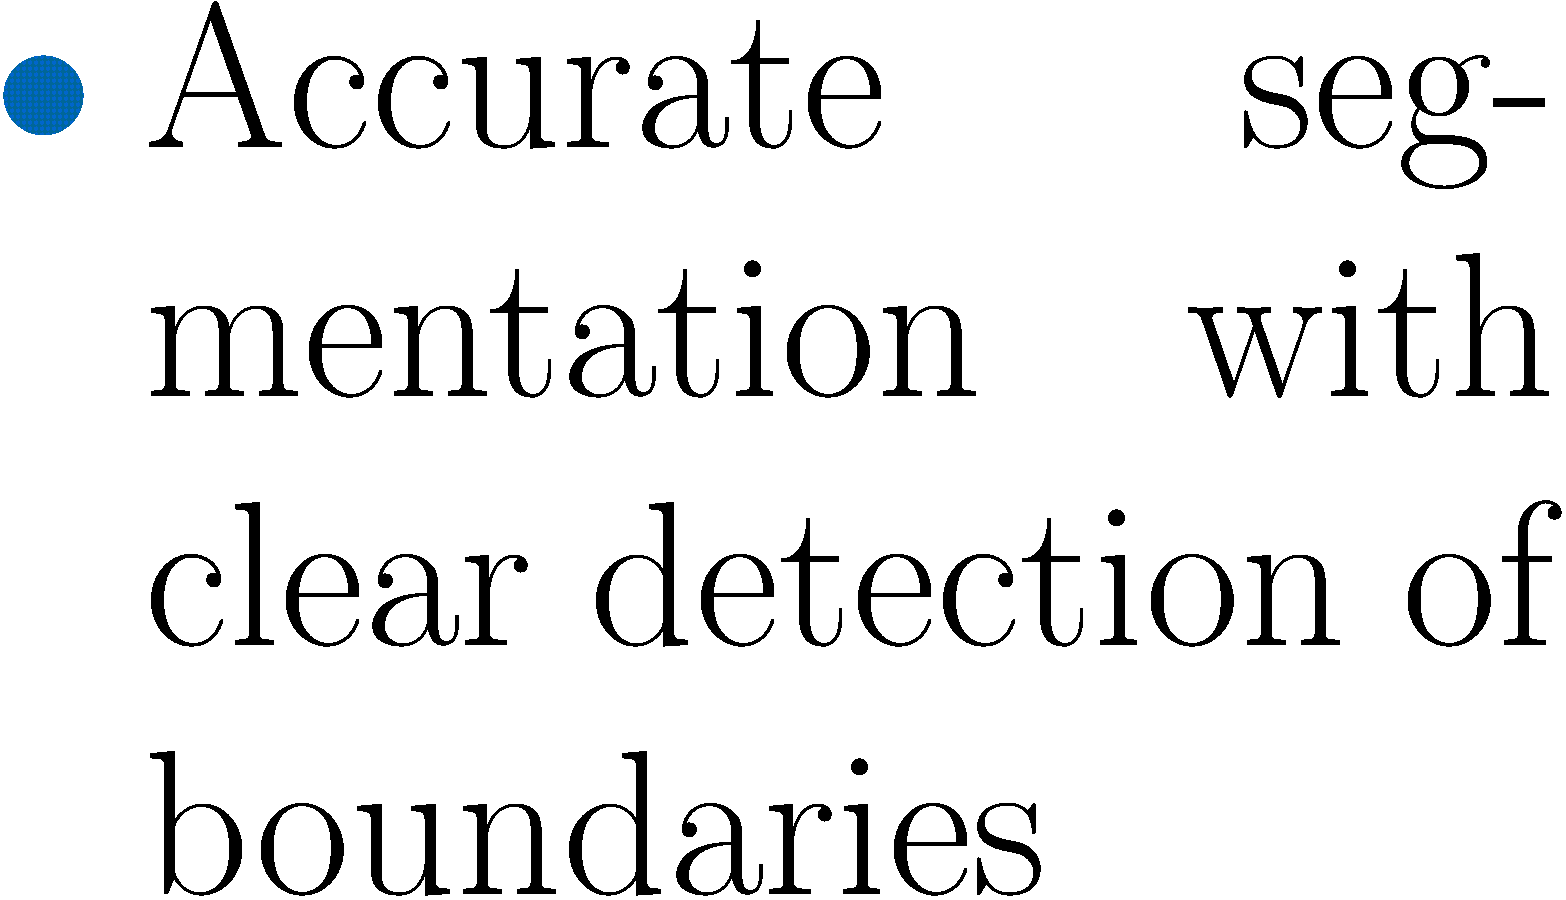 ● Accurate seg-
mentation with
clear detection of
boundaries